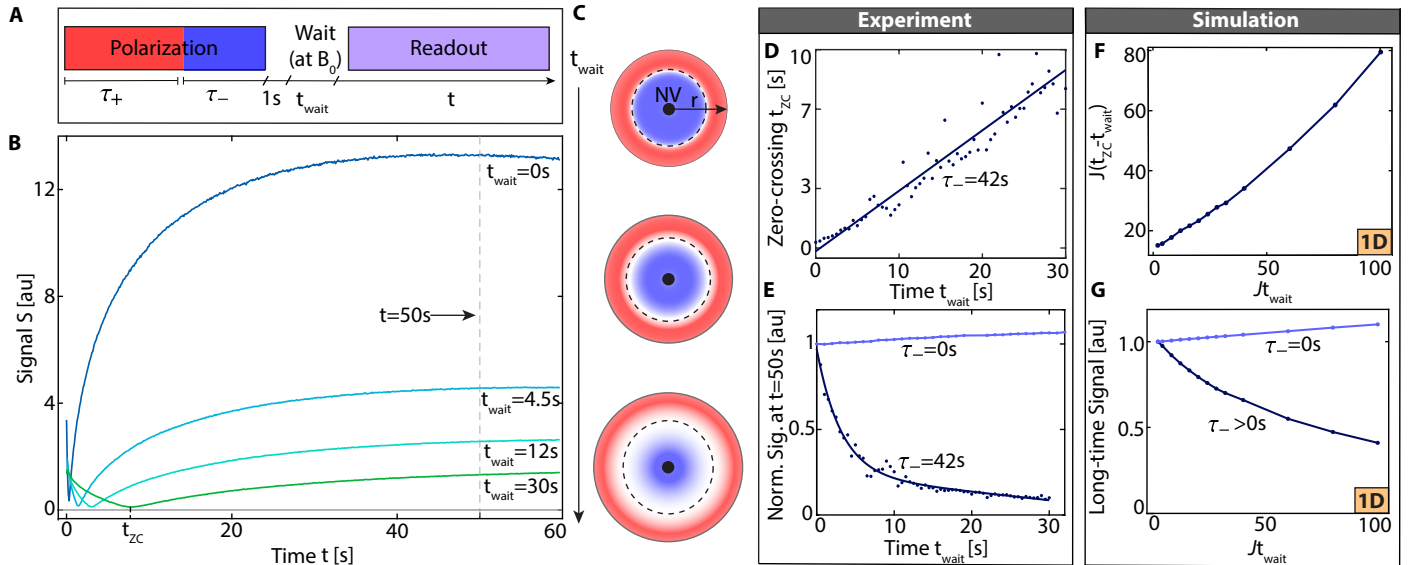 A
Polarization
Wait
(at B0)
Readout
τ+
τ−
1s
twait
t
B
Signal S [au]
12
8
4
0
twait=0s
t=50s
twait=4.5s
twait=12s
twait=30s
0
tZC
20
40
60
Time t [s]
C
twait
NV
r
Experiment
D
Zero-crossing tZC [s]
10
7
3
0
τ−=42s
0
10
20
30
Time twait [s]
E
Norm. Sig. at t=50s [au]
1
0.5
0
τ−=0s
τ−=42s
0
10
20
30
Time twait [s]
Simulation
F
J(tZC-twait)
80
60
40
20
1D
0
50
100
Jtwait
G
Long-time Signal [au]
1.0
0.5
0
τ−=0s
τ−>0s
1D
0
50
100
Jtwait